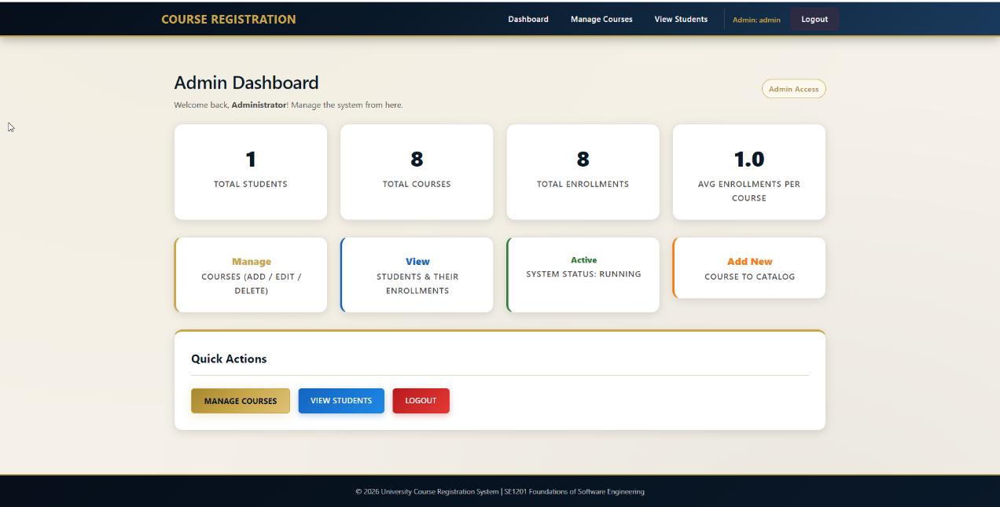 COURSE REGISTRATION
Dashboard Manage Courses View Students Admin: admin Logout
Admin Dashboard
Admin Access
Welcome back, Administrator! Manage the system from here.
1 8 8 1.0
TOTAL STUDENTS TOTAL COURSES TOTAL ENROLLMENTS AVG ENROLLMENTS PER
COURSE
Manage
COURSES (ADD / EDIT /
DELETE)
View
STUDENTS & THEIR
ENROLLMENTS
Active
SYSTEM STATUS: RUNNING
Add New
COURSE TO CATALOG
Quick Actions
MANAGE COURSES VIEW STUDENTS LOGOUT
© 2026 University Course Registration System | SE1201 Foundations of Software Engineering